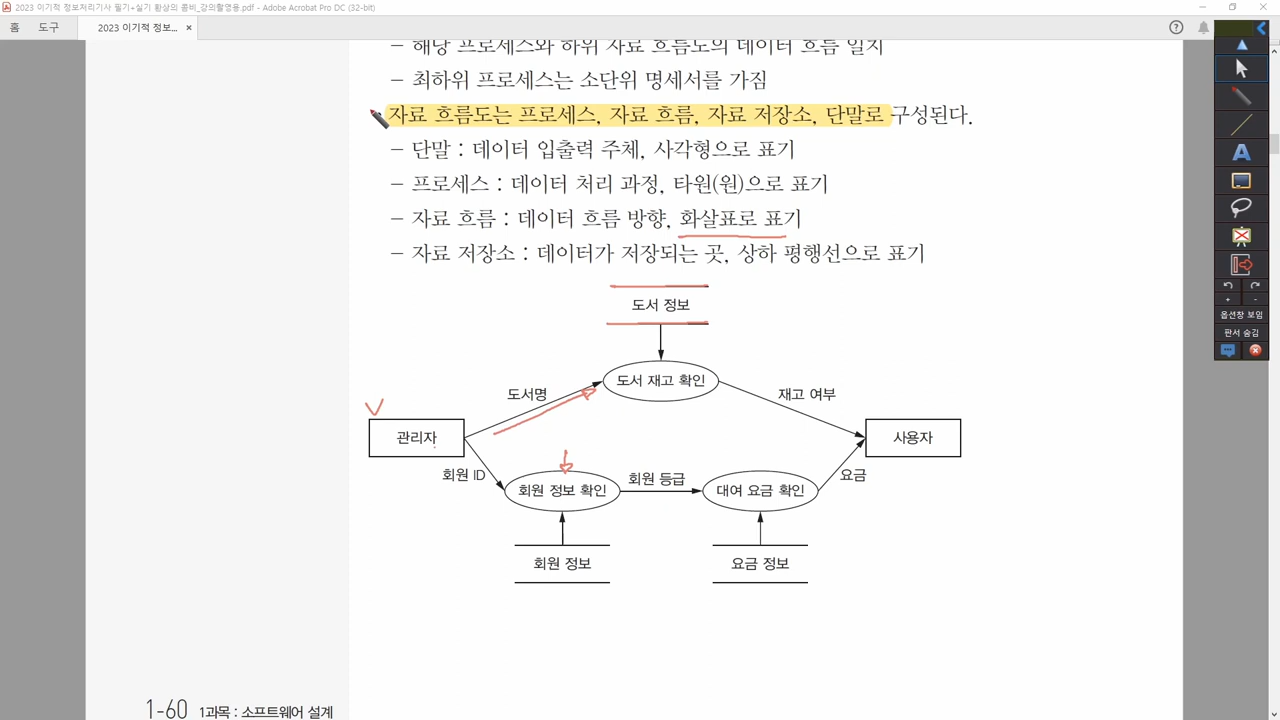 2023 이기적 정보처리기사 필기+실기 환상의 콤비_강의촬영용.pdf - Adobe Acrobat Pro DC (32-bit)
홈 도구 2023 이기적 정보... ×
– 해당 프로세스와 하위 자료 흐름도의 데이터 흐름 일치
– 최하위 프로세스는 소단위 명세서를 가짐
자료 흐름도는 프로세스, 자료 흐름, 자료 저장소, 단말로 구성된다.
– 단말 : 데이터 입출력 주체, 사각형으로 표기
– 프로세스 : 데이터 처리 과정, 타원(원)으로 표기
– 자료 흐름 : 데이터 흐름 방향, 화살표로 표기
– 자료 저장소 : 데이터가 저장되는 곳, 상하 평행선으로 표기
옵션창 보임
판서 숨김
도서 정보
도서 재고 확인
도서명
재고 여부
관리자
사용자
회원 ID
회원 정보 확인
회원 등급
대여 요금 확인
요금
회원 정보
요금 정보
1-60 1과목 : 소프트웨어 설계